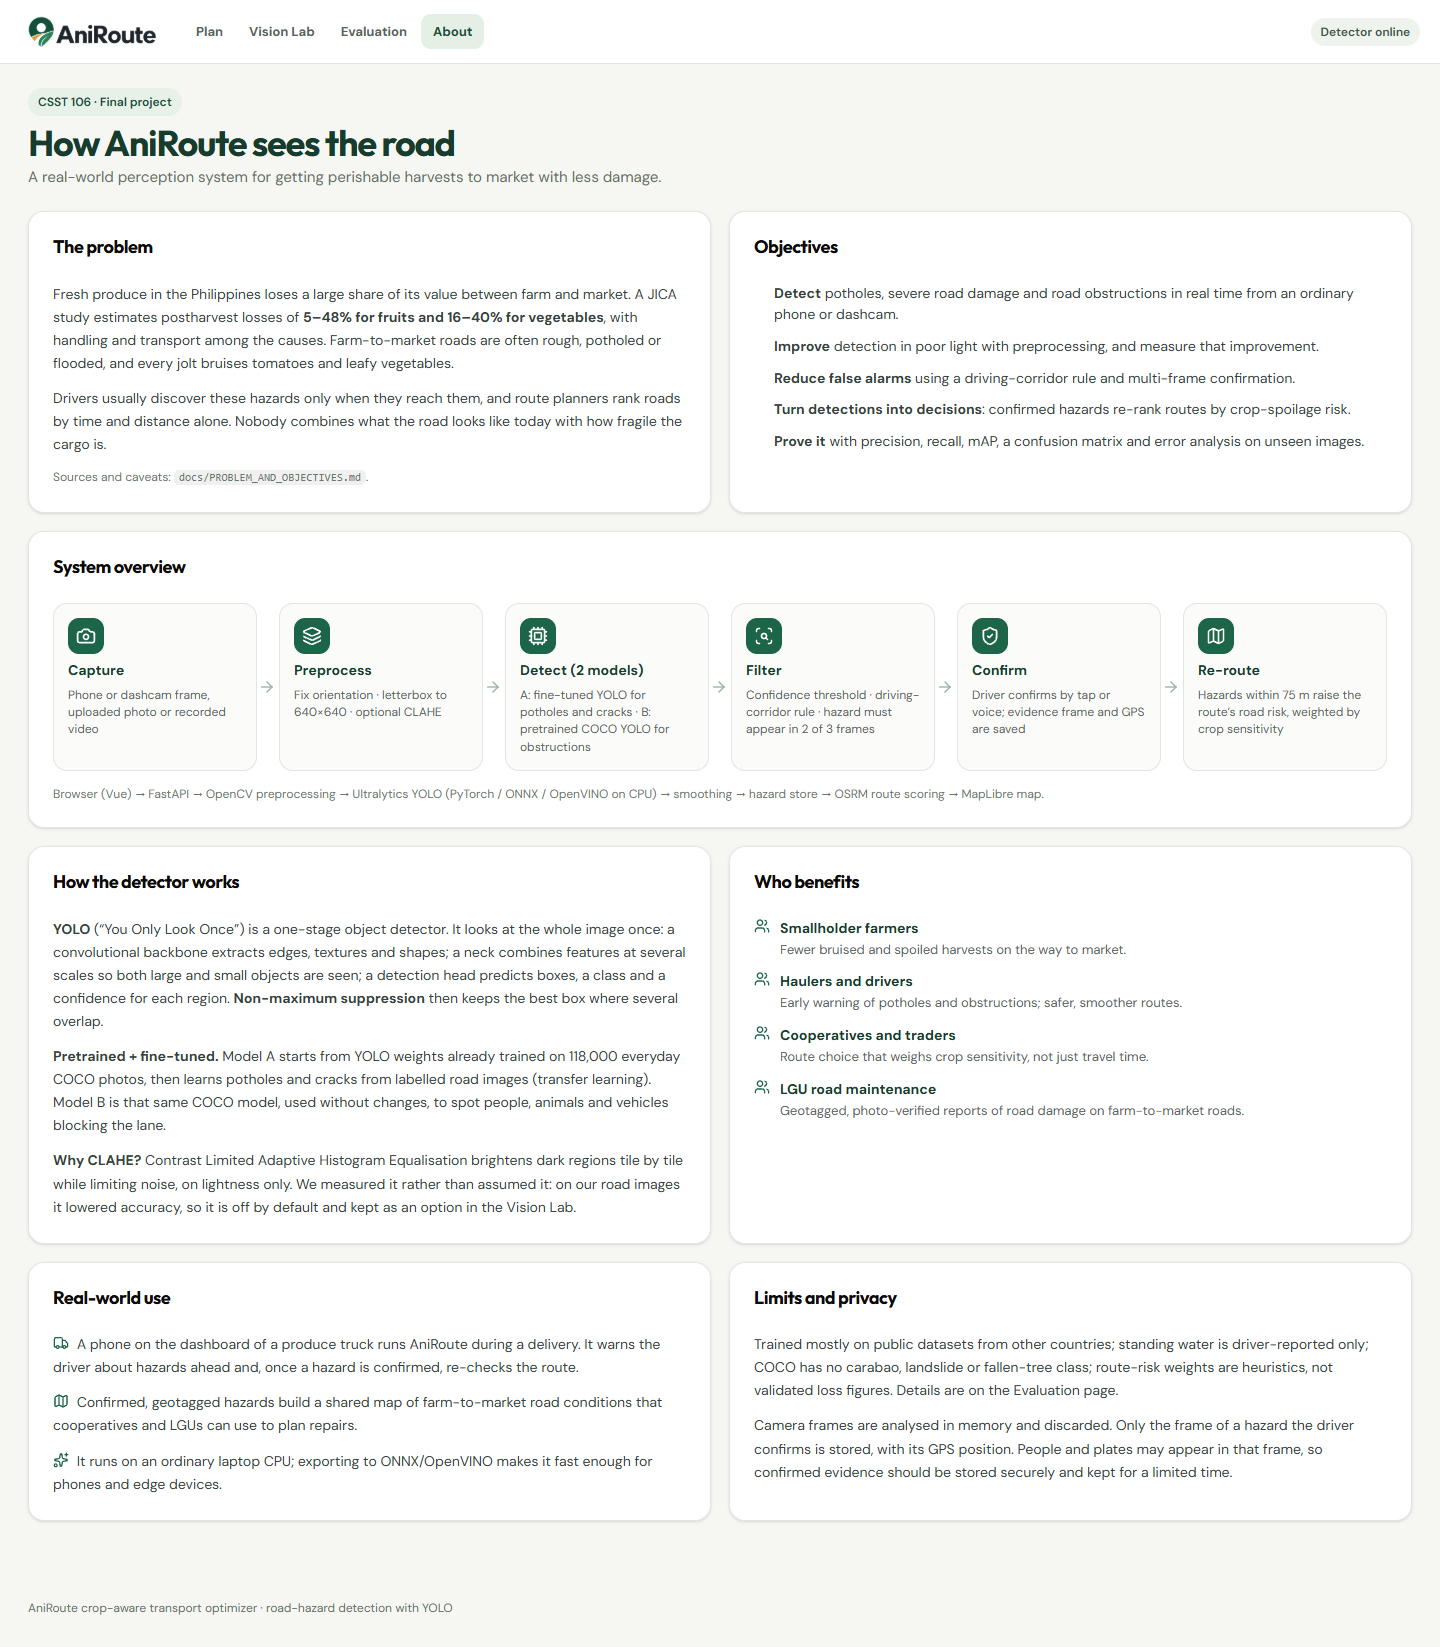 AniRoute
Plan
Vision Lab
Evaluation
About
Detector online
CSST 106 · Final project
How AniRoute sees the road
A real-world perception system for getting perishable harvests to market with less damage.
The problem
Fresh produce in the Philippines loses a large share of its value between farm and market. A JICA
study estimates postharvest losses of 5–48% for fruits and 16–40% for vegetables, with
handling and transport among the causes. Farm-to-market roads are often rough, potholed or
flooded, and every jolt bruises tomatoes and leafy vegetables.
Drivers usually discover these hazards only when they reach them, and route planners rank roads
by time and distance alone. Nobody combines what the road looks like today with how fragile the
cargo is.
Sources and caveats: docs/PROBLEM_AND_OBJECTIVES.md.
Objectives
Detect potholes, severe road damage and road obstructions in real time from an ordinary
phone or dashcam.
Improve detection in poor light with preprocessing, and measure that improvement.
Reduce false alarms using a driving-corridor rule and multi-frame confirmation.
Turn detections into decisions: confirmed hazards re-rank routes by crop-spoilage risk.
Prove it with precision, recall, mAP, a confusion matrix and error analysis on unseen images.
System overview
Capture
Phone or dashcam frame,
uploaded photo or recorded
video
Preprocess
Fix orientation · letterbox to
640×640 · optional CLAHE
Detect (2 models)
A: fine-tuned YOLO for
potholes and cracks · B:
pretrained COCO YOLO for
obstructions
Filter
Confidence threshold · driving-
corridor rule · hazard must
appear in 2 of 3 frames
Confirm
Driver confirms by tap or
voice; evidence frame and GPS
are saved
Re-route
Hazards within 75 m raise the
route's road risk, weighted by
crop sensitivity
Browser (Vue) → FastAPI → OpenCV preprocessing → Ultralytics YOLO (PyTorch / ONNX / OpenVINO on CPU) → smoothing → hazard store → OSRM route scoring → MapLibre map.
How the detector works
YOLO (“You Only Look Once”) is a one-stage object detector. It looks at the whole image once: a
convolutional backbone extracts edges, textures and shapes; a neck combines features at several
scales so both large and small objects are seen; a detection head predicts boxes, a class and a
confidence for each region. Non-maximum suppression then keeps the best box where several
overlap.
Pretrained + fine-tuned. Model A starts from YOLO weights already trained on 118,000 everyday
COCO photos, then learns potholes and cracks from labelled road images (transfer learning).
Model B is that same COCO model, used without changes, to spot people, animals and vehicles
blocking the lane.
Why CLAHE? Contrast Limited Adaptive Histogram Equalisation brightens dark regions tile by tile
while limiting noise, on lightness only. We measured it rather than assumed it: on our road images
it lowered accuracy, so it is off by default and kept as an option in the Vision Lab.
Who benefits
Smallholder farmers
Fewer bruised and spoiled harvests on the way to market.
Haulers and drivers
Early warning of potholes and obstructions; safer, smoother routes.
Cooperatives and traders
Route choice that weighs crop sensitivity, not just travel time.
LGU road maintenance
Geotagged, photo-verified reports of road damage on farm-to-market roads.
Real-world use
A phone on the dashboard of a produce truck runs AniRoute during a delivery. It warns the
driver about hazards ahead and, once a hazard is confirmed, re-checks the route.
Confirmed, geotagged hazards build a shared map of farm-to-market road conditions that
cooperatives and LGUs can use to plan repairs.
It runs on an ordinary laptop CPU; exporting to ONNX/OpenVINO makes it fast enough for
phones and edge devices.
Limits and privacy
Trained mostly on public datasets from other countries; standing water is driver-reported only;
COCO has no carabao, landslide or fallen-tree class; route-risk weights are heuristics, not
validated loss figures. Details are on the Evaluation page.
Camera frames are analysed in memory and discarded. Only the frame of a hazard the driver
confirms is stored, with its GPS position. People and plates may appear in that frame, so
confirmed evidence should be stored securely and kept for a limited time.
AniRoute crop-aware transport optimizer · road-hazard detection with YOLO